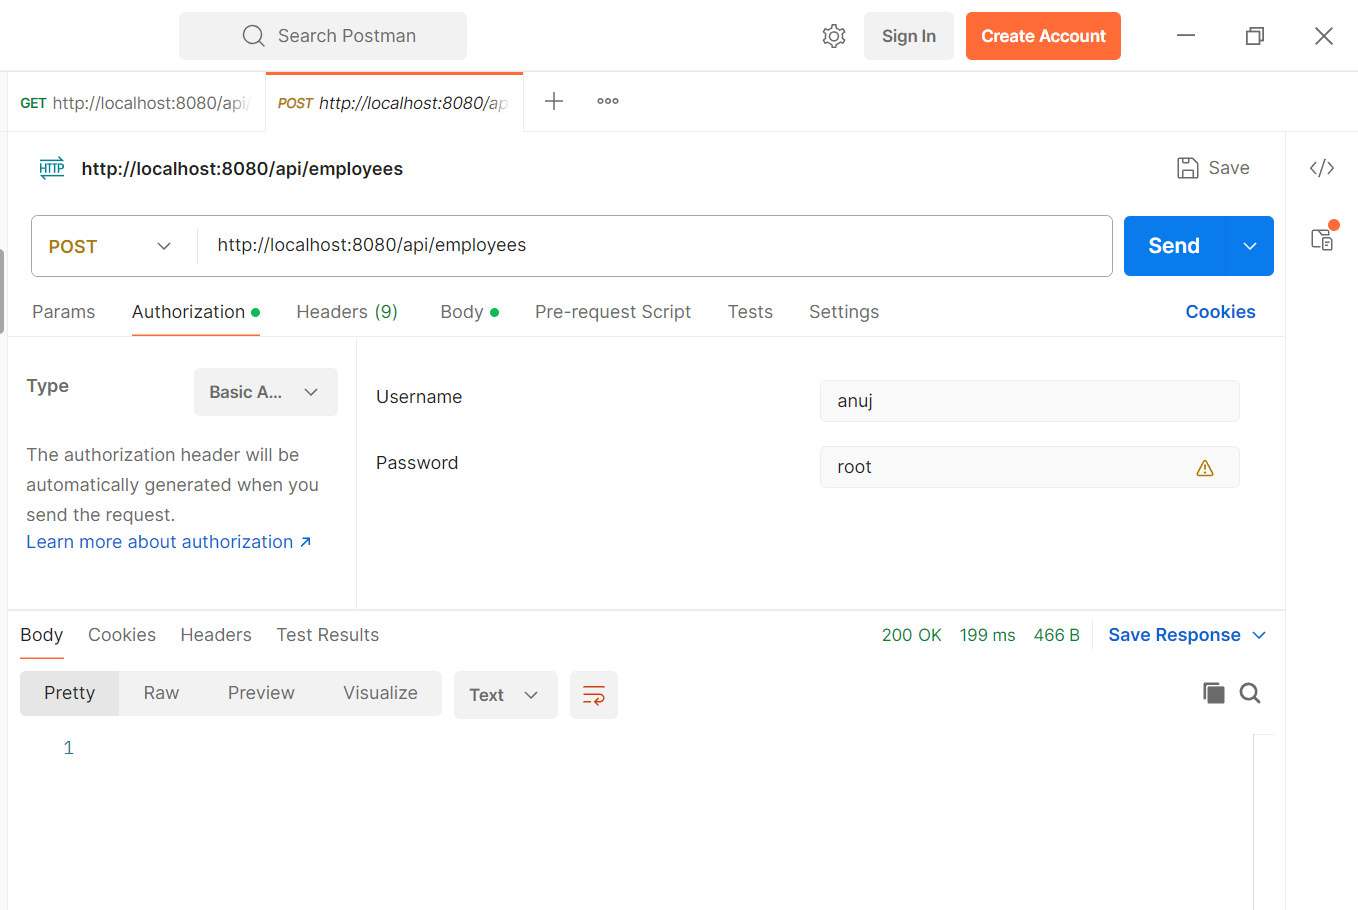 Search Postman
Sign In
Create Account
GET http://localhost:8080/api/
POST http://localhost:8080/ap
HTTP http://localhost:8080/api/employees
Save
</>
POST http://localhost:8080/api/employees
Send
Params Authorization Headers (9) Body Pre-request Script Tests Settings Cookies
Type
Basic A...
The authorization header will be
automatically generated when you
send the request.
Learn more about authorization ↗
Username anuj
Password root
Body Cookies Headers Test Results 200 OK 199 ms 466 B Save Response
Pretty Raw Preview Visualize Text
1